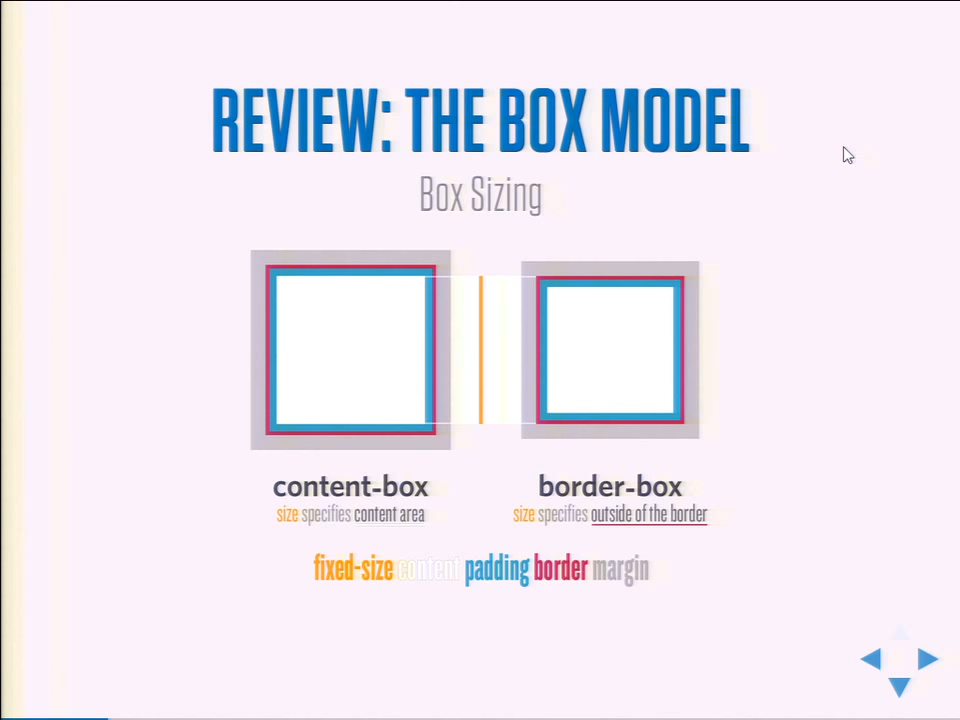 REVIEW: THE BOX MODEL
Box Sizing
content-box
size specifies content area
border-box
size specifies outside of the border
fixed-size content padding border margin